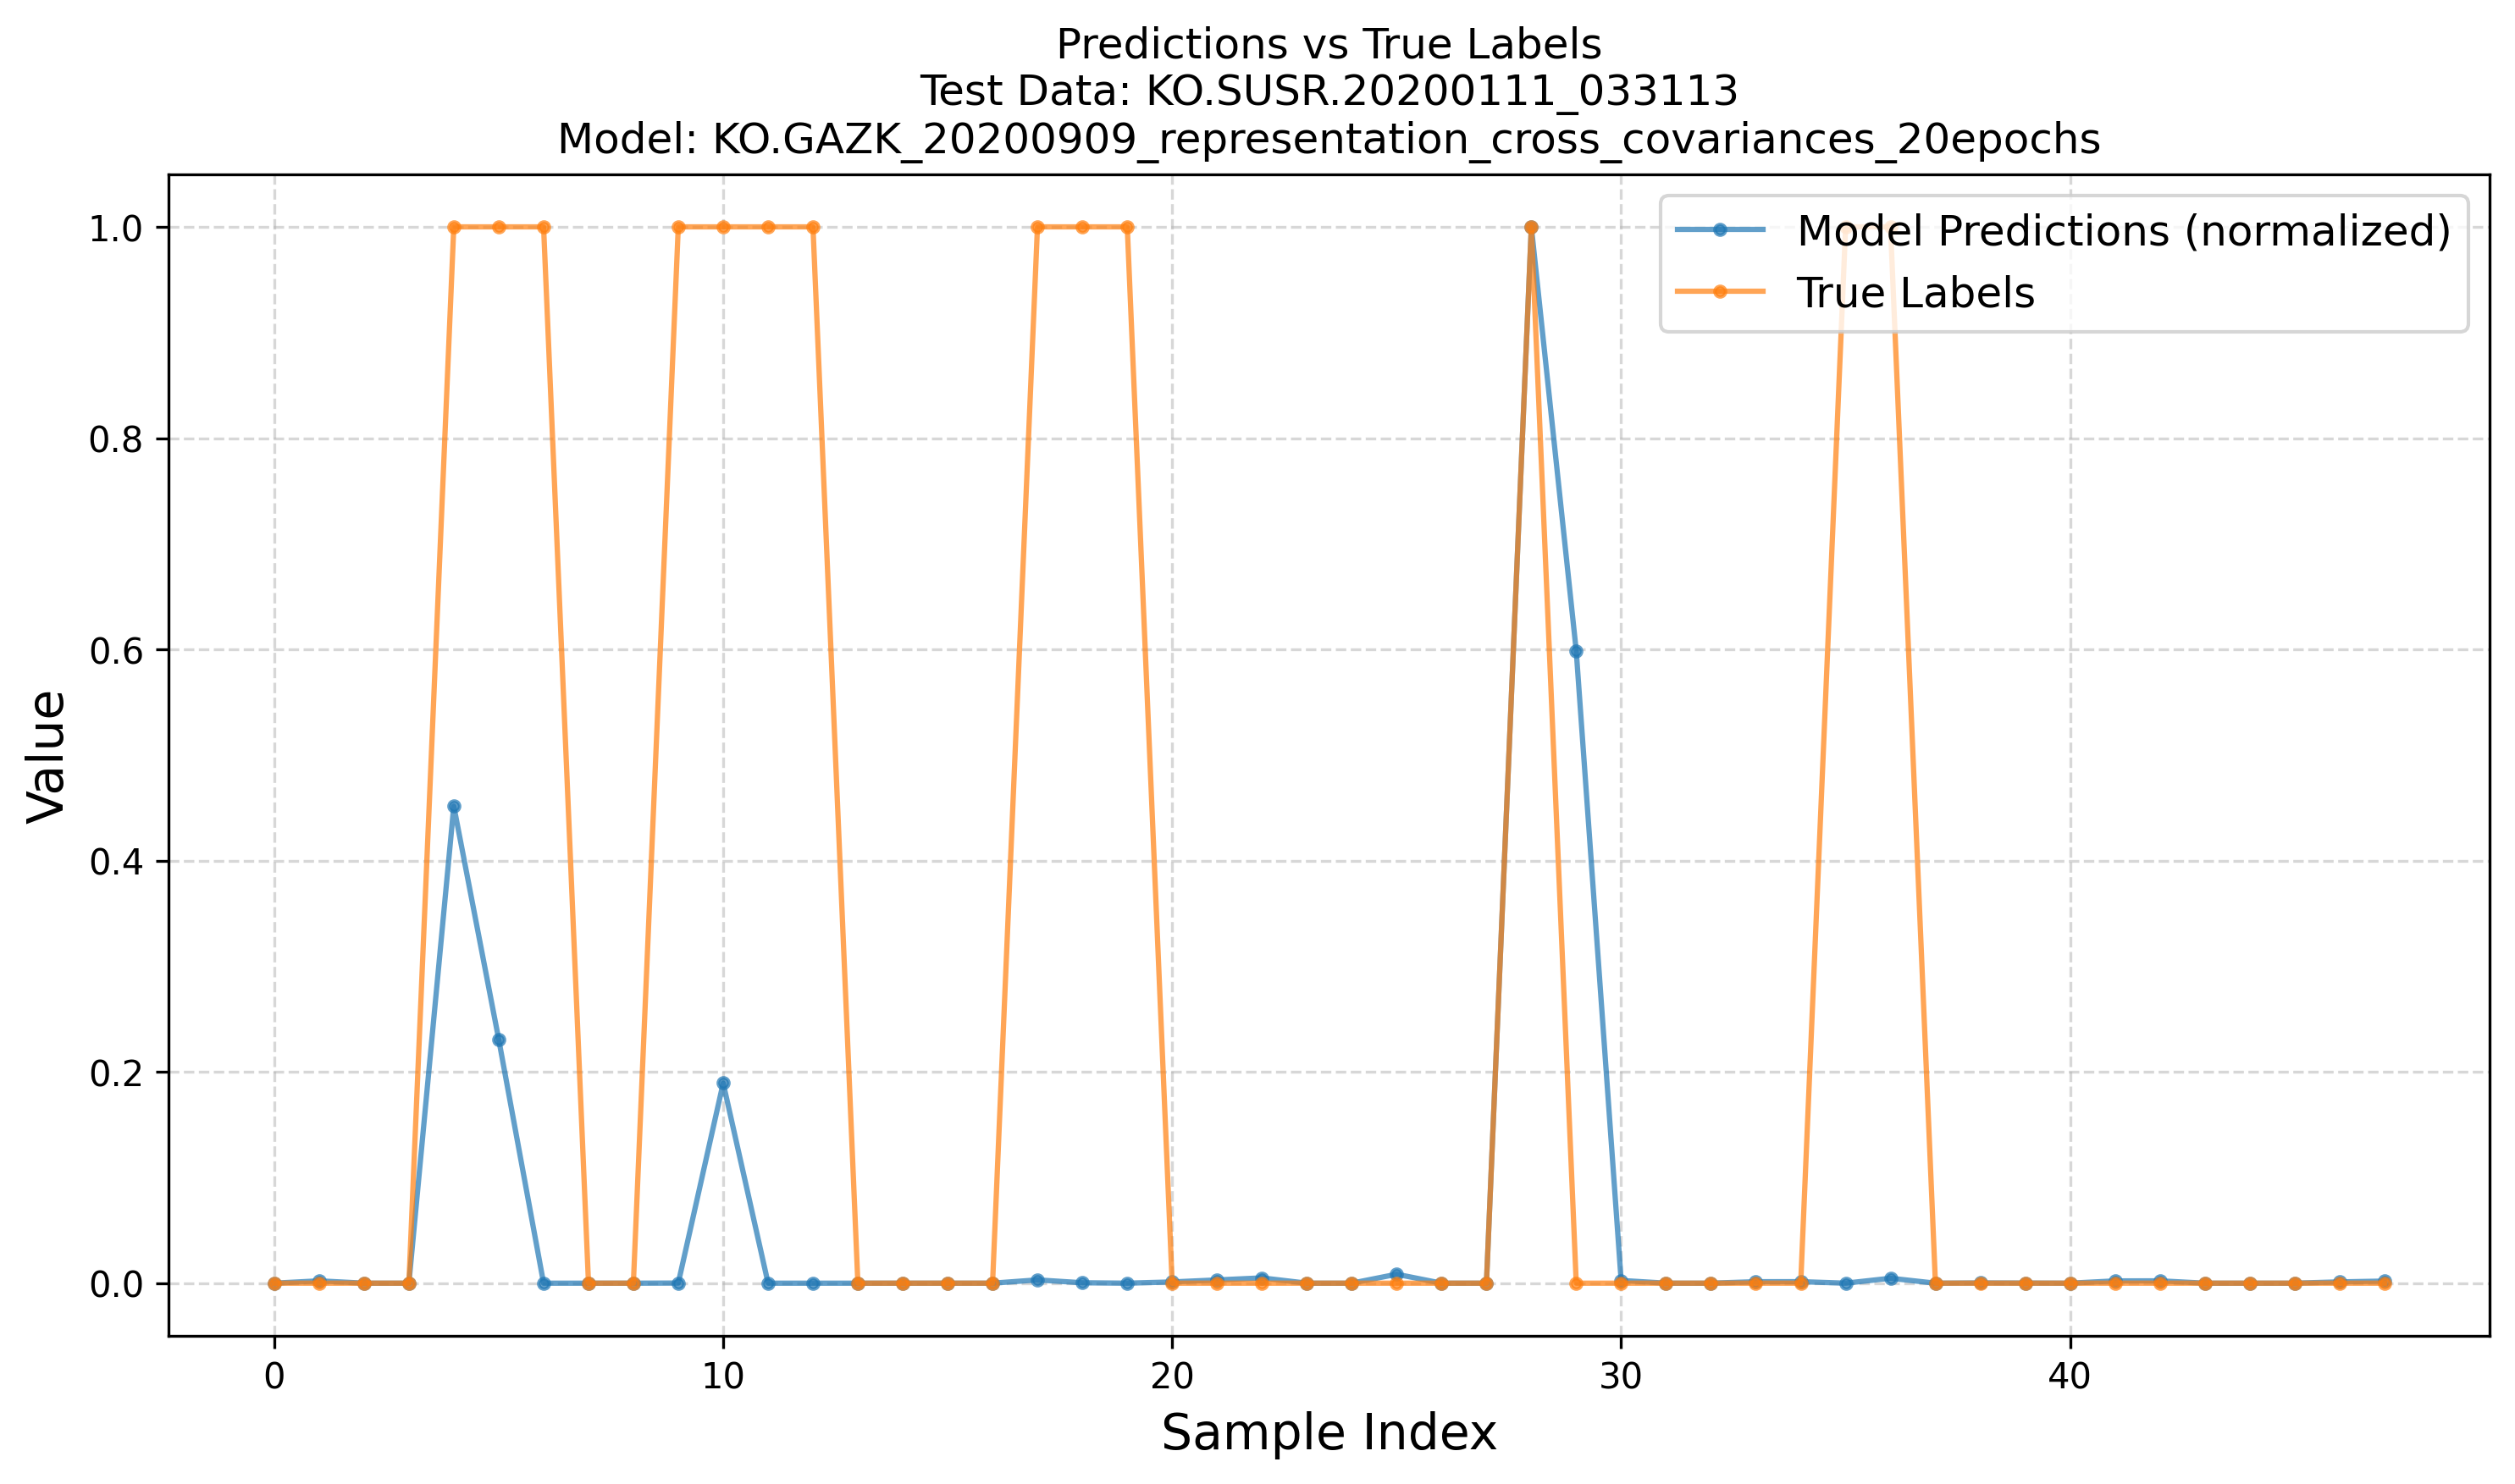 Predictions vs True Labels
Test Data: KO.SUSR.20200111_033113
Model: KO.GAZK_20200909_representation_cross_covariances_20epochs
Model Predictions (normalized)
True Labels
1.0
0.8
0.6
0.4
0.2
0.0
Value
0 10 20 30 40
Sample Index